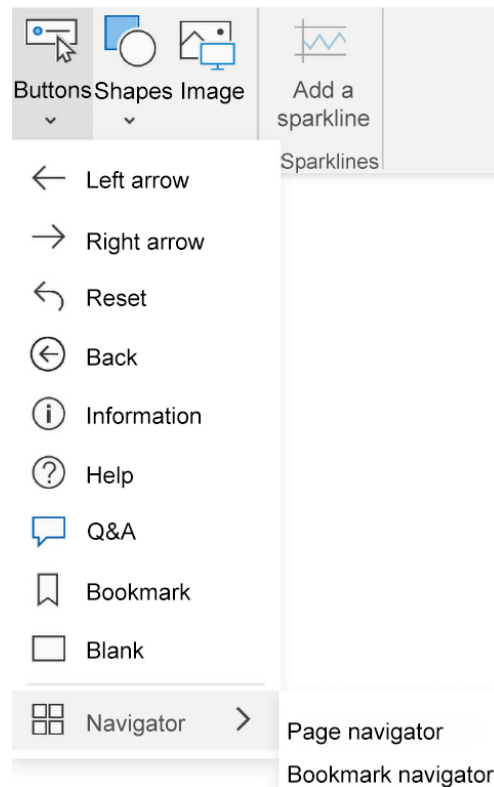 Buttons Shapes Image
Add a
sparkline
Sparklines
Left arrow
Right arrow
Reset
Back
Information
Help
Q&A
Bookmark
Blank
Navigator
Page navigator
Bookmark navigator